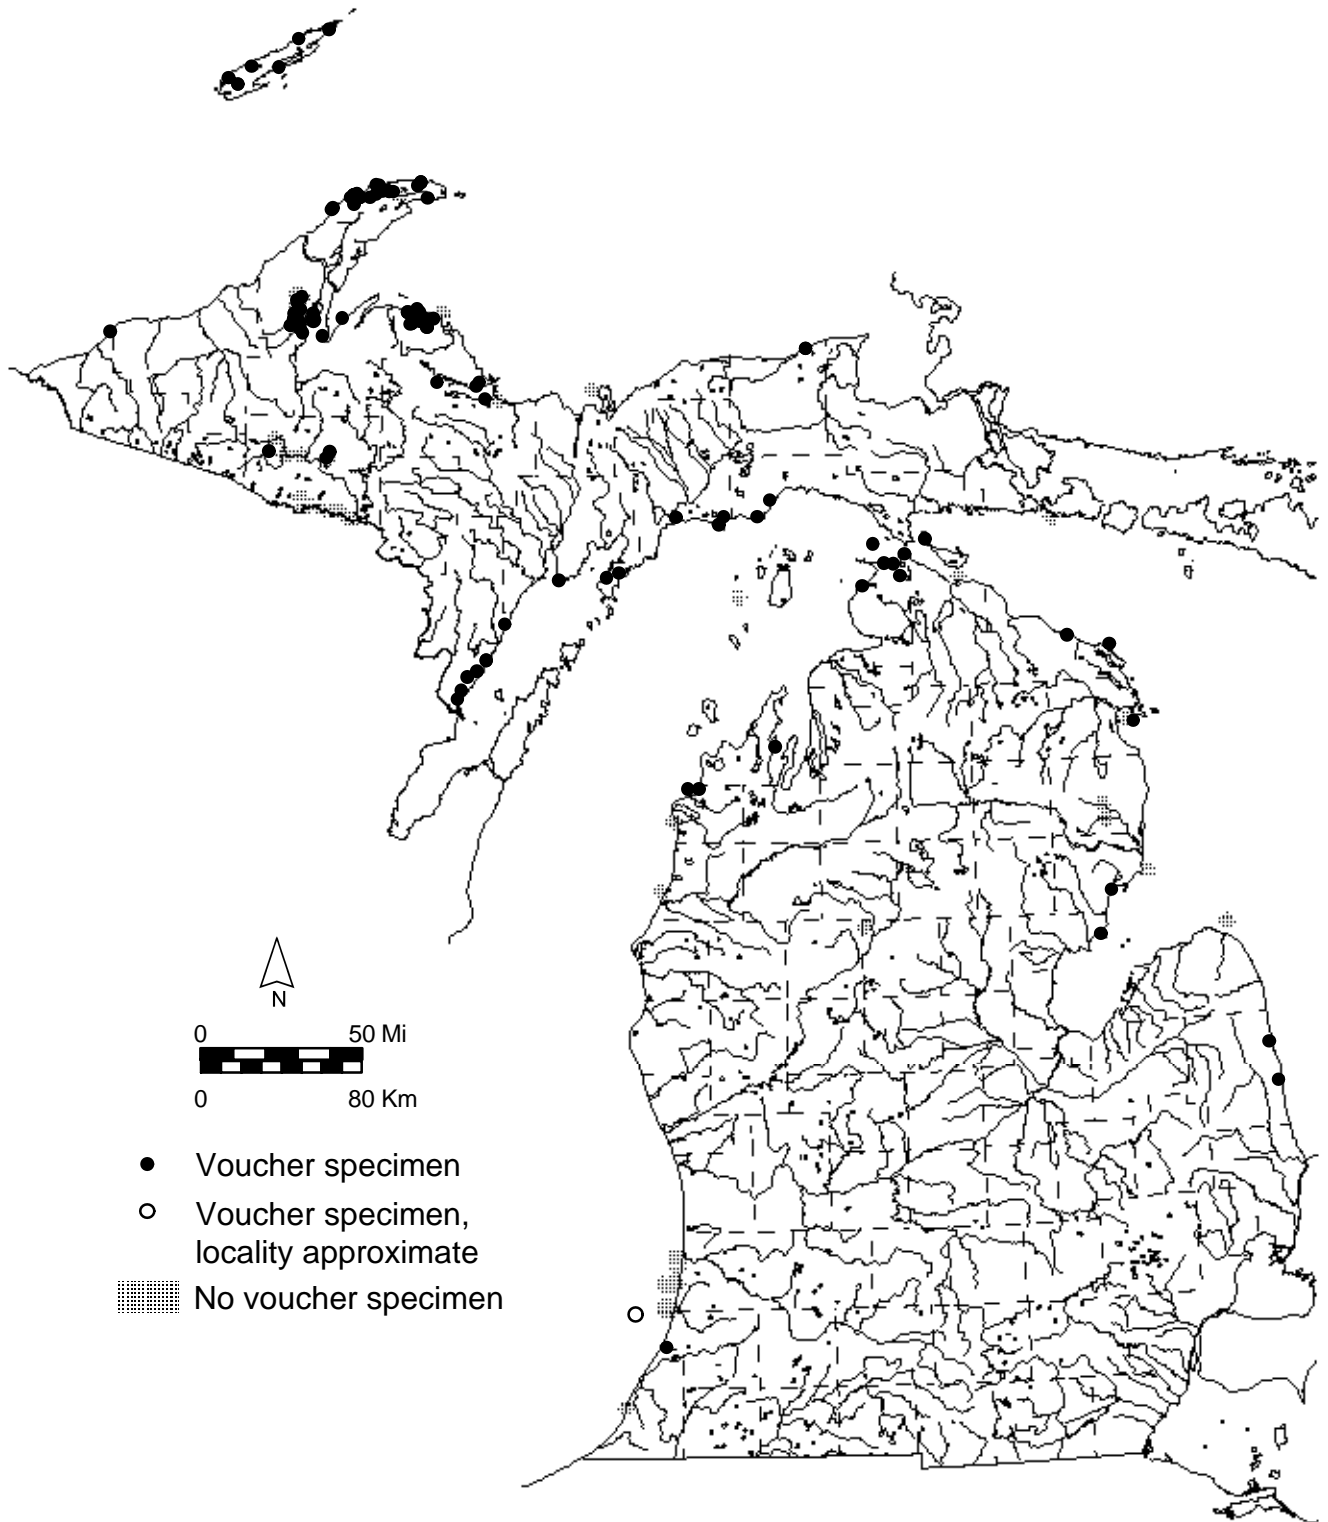 N
0 50 Mi
0 80 Km
Voucher specimen
Voucher specimen,
locality approximate
No voucher specimen